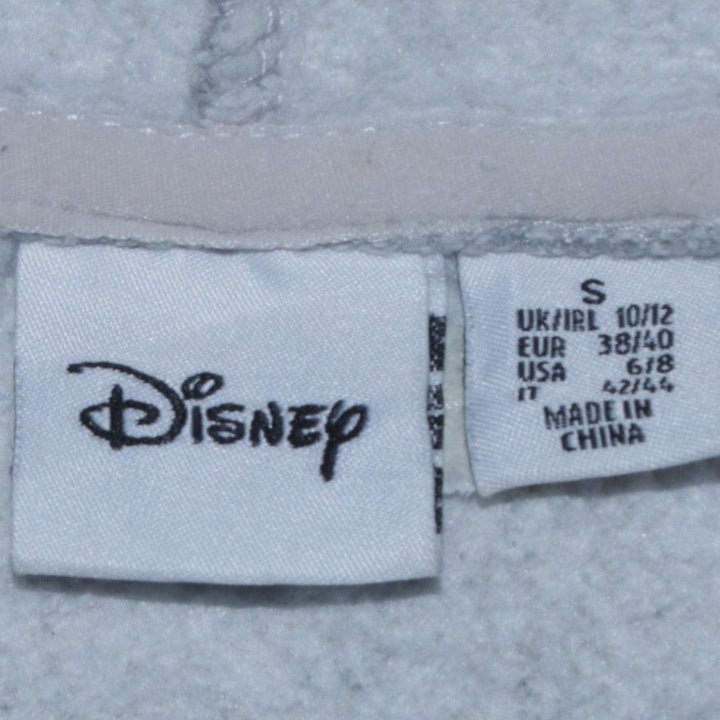 Disney
S
UK/IRL 10/12
EUR 38/40
USA 6/8
IT 42/44
MADE IN
CHINA